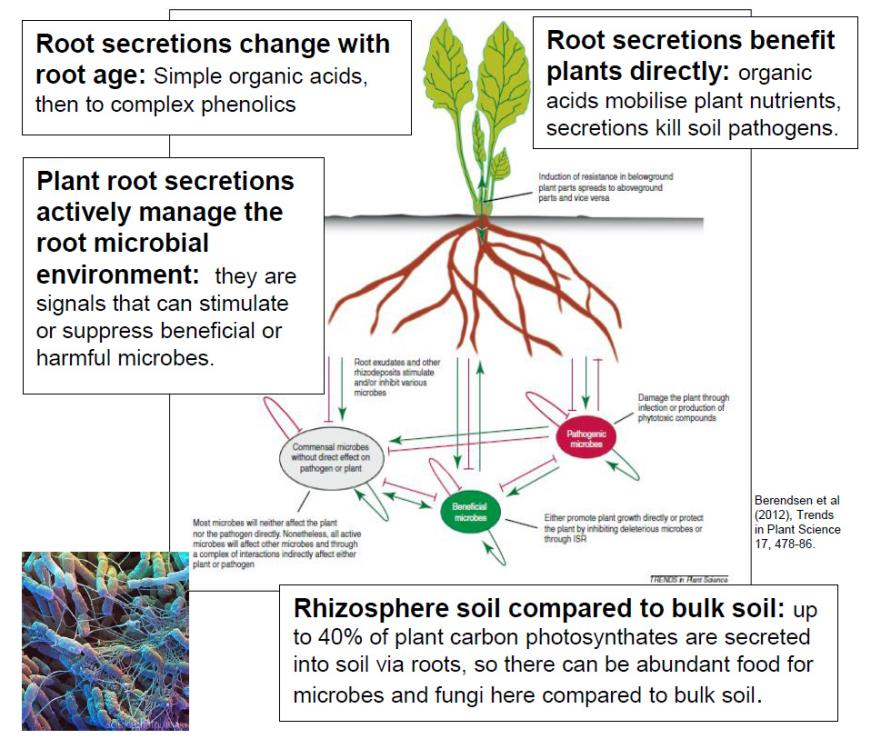 Root secretions change with
root age: Simple organic acids,
then to complex phenolics
Root secretions benefit
plants directly: organic
acids mobilise plant nutrients,
secretions kill soil pathogens.
Plant root secretions
actively manage the
root microbial
environment: they are
signals that can stimulate
or suppress beneficial or
harmful microbes.
Induction of resistance in belowground
plant parts spreads to aboveground
parts and vice versa
Root exudates and other
rhizodeposits stimulate
and/or inhibit various
microbes
Damage the plant through
infection or production of
phytotoxic compounds
Pathogenic
microbes
Commensal microbes
without direct effect on
pathogen or plant
Beneficial
microbes
Most microbes will neither affect the plant
nor the pathogen directly. Nonetheless, all active
microbes will affect other microbes and through
a complex of interactions indirectly affect either
plant or pathogen
Either promote plant growth directly or protect
the plant by inhibiting deleterious microbes or
through ISR
Berendsen et al
(2012), Trends
in Plant Science
17, 478-86.
TRENDS in Plant Science
Rhizosphere soil compared to bulk soil: up
to 40% of plant carbon photosynthates are secreted
into soil via roots, so there can be abundant food for
microbes and fungi here compared to bulk soil.